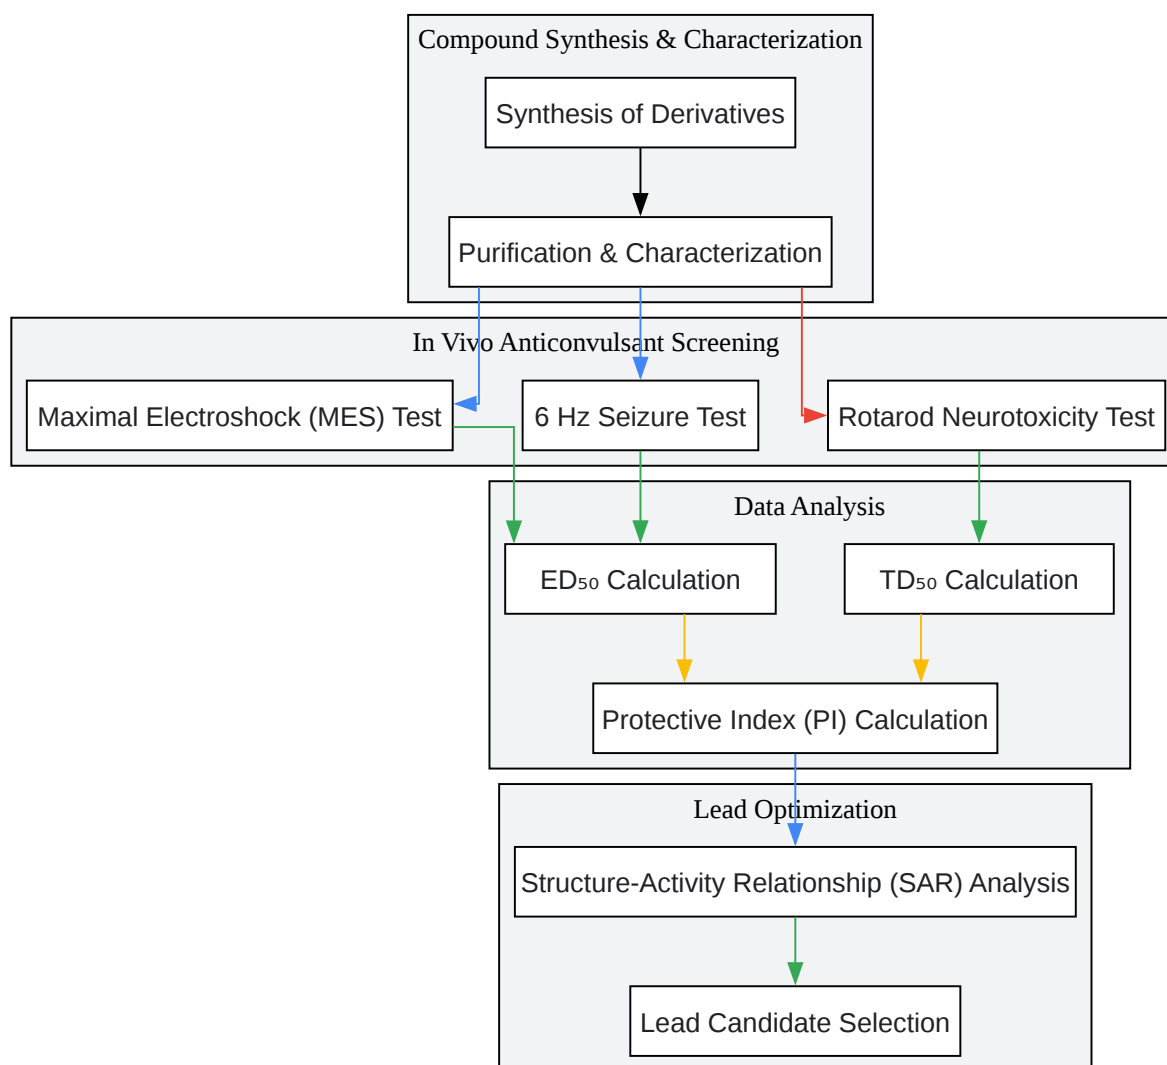 Compound Synthesis & Characterization
Synthesis of Derivatives
Purification & Characterization
In Vivo Anticonvulsant Screening
Maximal Electroshock (MES) Test
6 Hz Seizure Test
Rotarod Neurotoxicity Test
Data Analysis
ED₅₀ Calculation
TD₅₀ Calculation
Protective Index (PI) Calculation
Lead Optimization
Structure-Activity Relationship (SAR) Analysis
Lead Candidate Selection